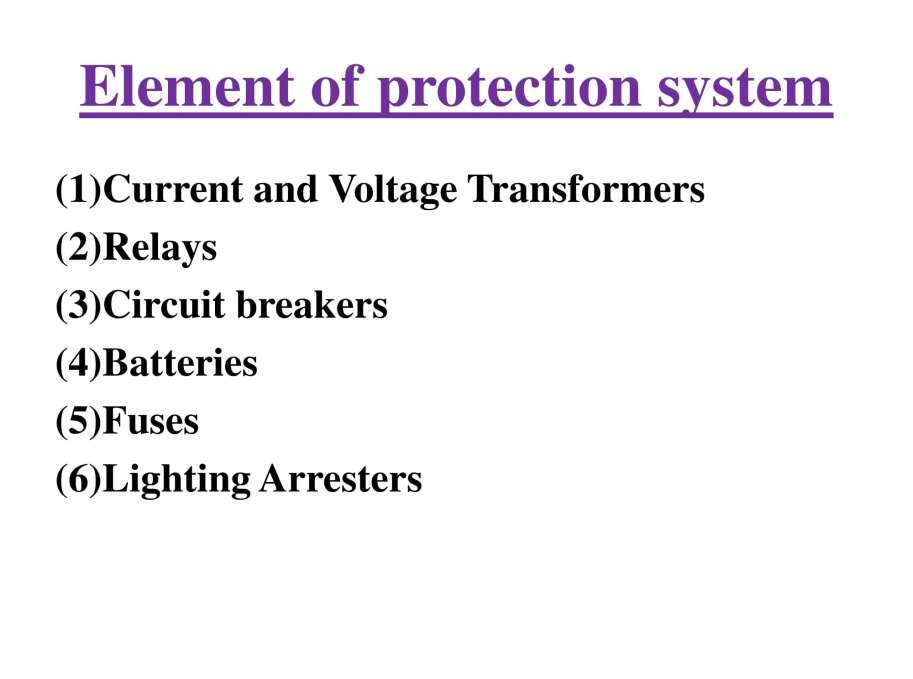 Element of protection system
(1)Current and Voltage Transformers
(2)Relays
(3)Circuit breakers
(4)Batteries
(5)Fuses
(6)Lighting Arresters